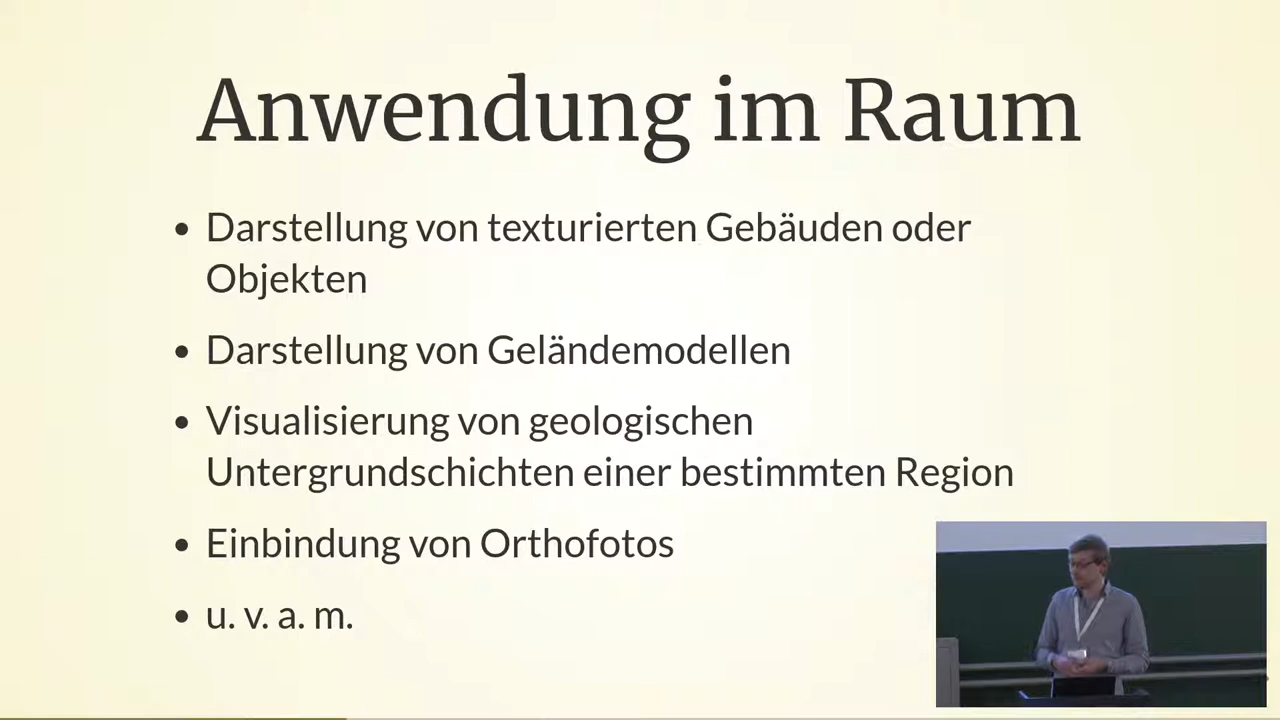 Anwendung im Raum
• Darstellung von texturierten Gebäuden oder
Objekten
• Darstellung von Geländemodellen
• Visualisierung von geologischen
Untergrundschichten einer bestimmten Region
• Einbindung von Orthofotos
• u. v. a. m.